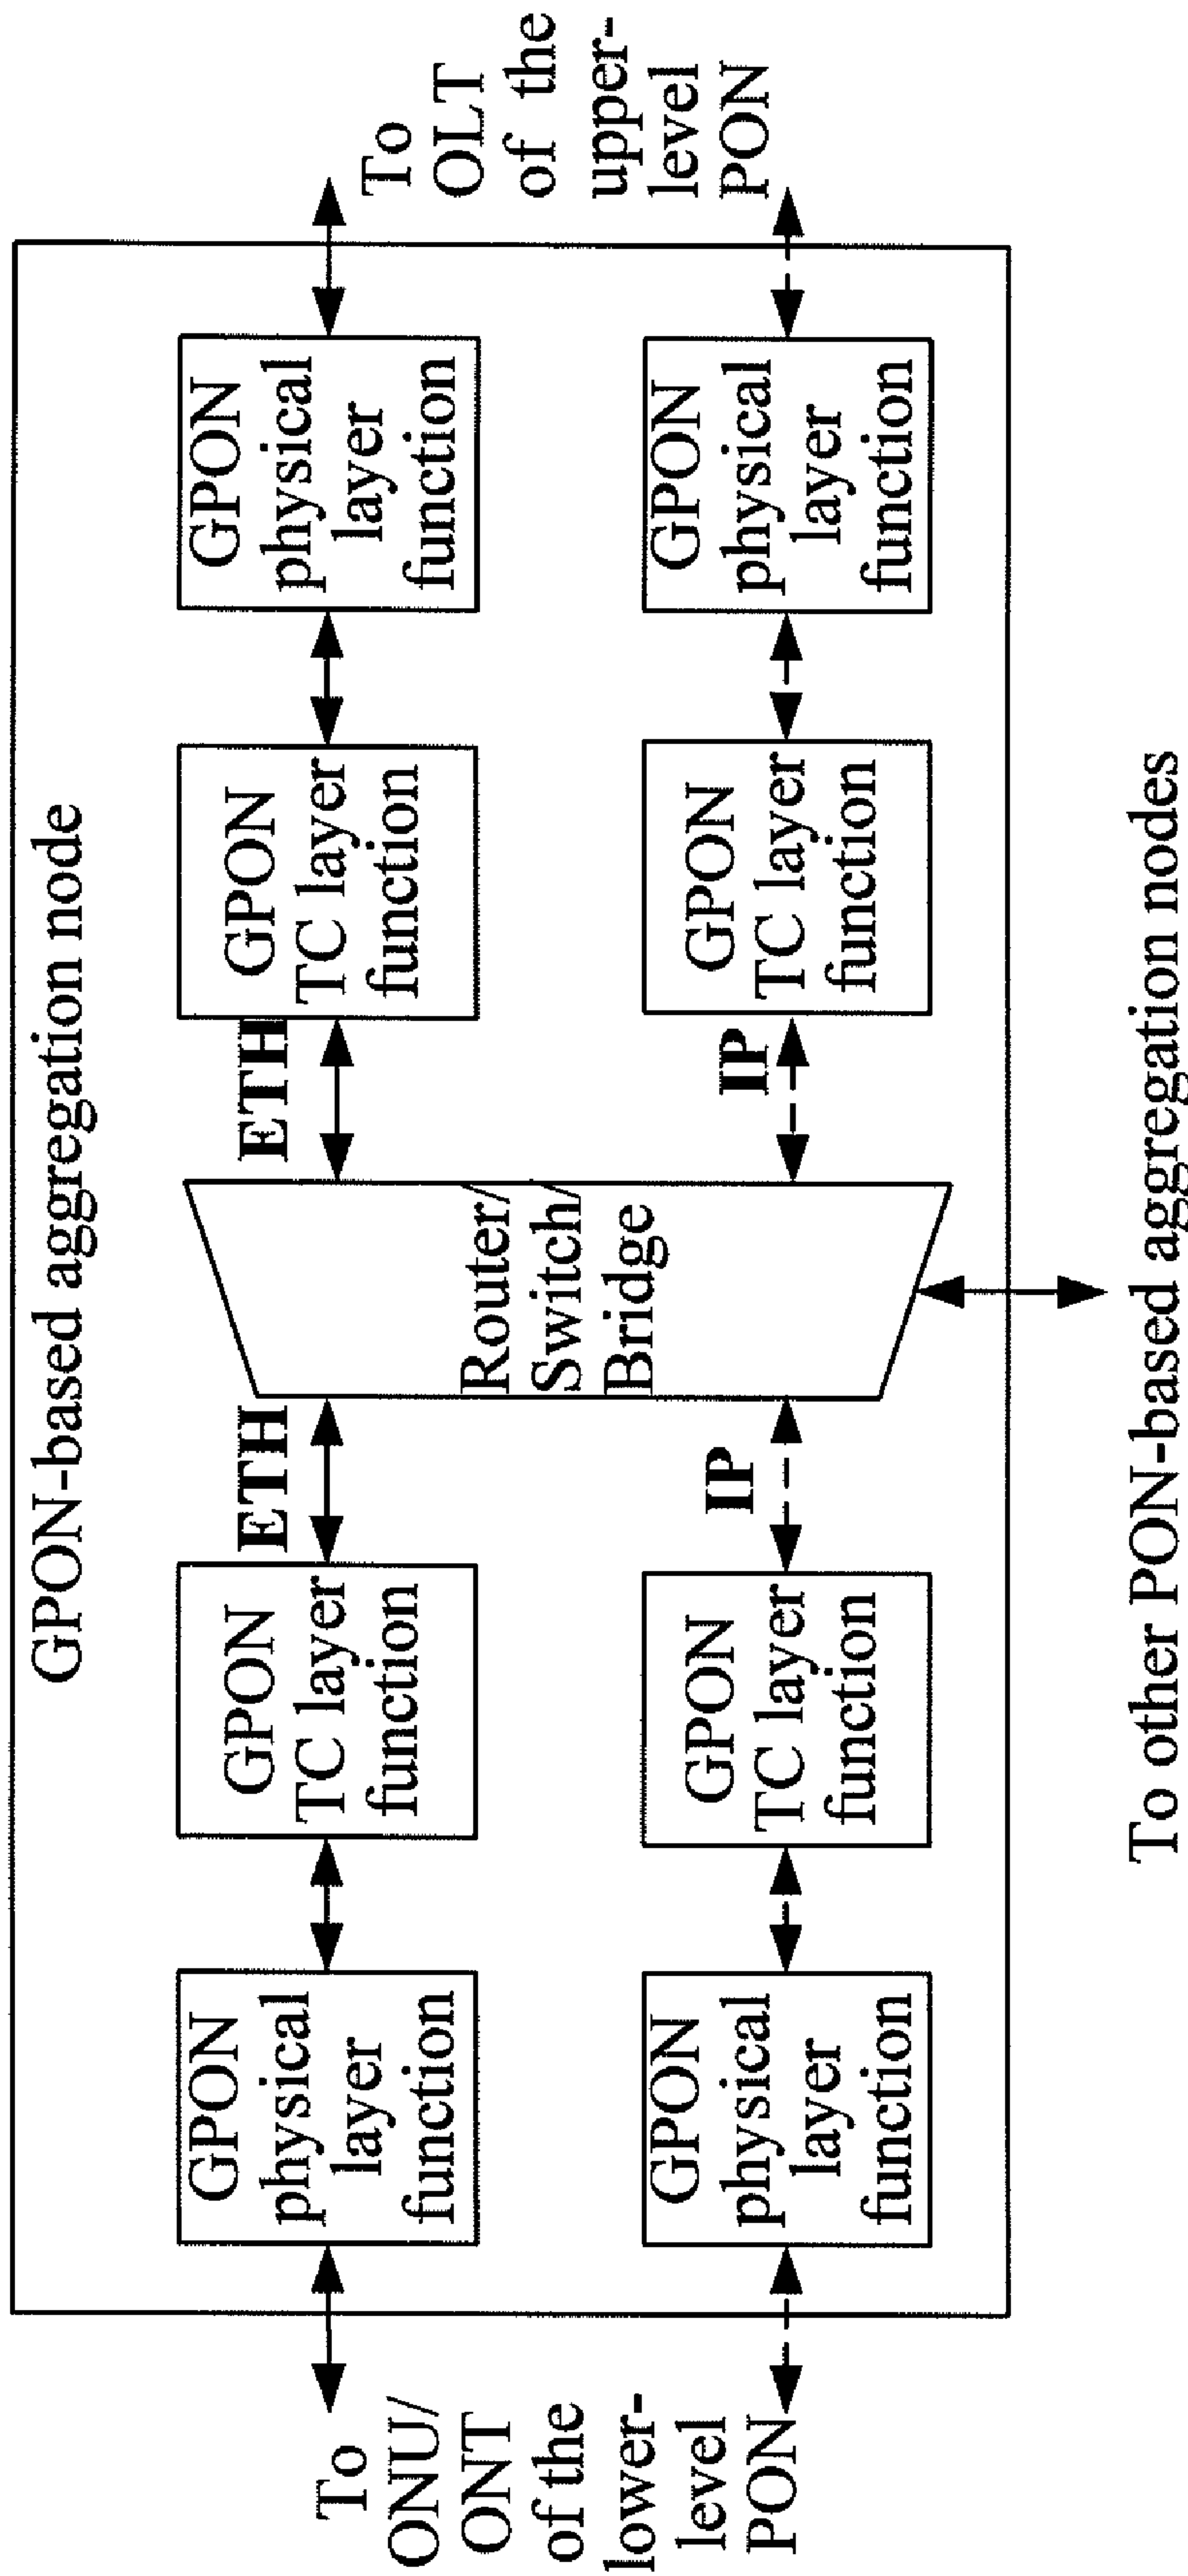 GPON-based aggregation node
To
ONU/
ONT
of the
lower-
level
PON
GPON
physical
layer
function
GPON
TC layer
function
ETH
Router/
Switch/
Bridge
ETH
GPON
TC layer
function
GPON
physical
layer
function
To
OLT
of the
upper-
level
PON
GPON
physical
layer
function
GPON
TC layer
function
IP
IP
GPON
TC layer
function
GPON
physical
layer
function
To other PON-based aggregation nodes